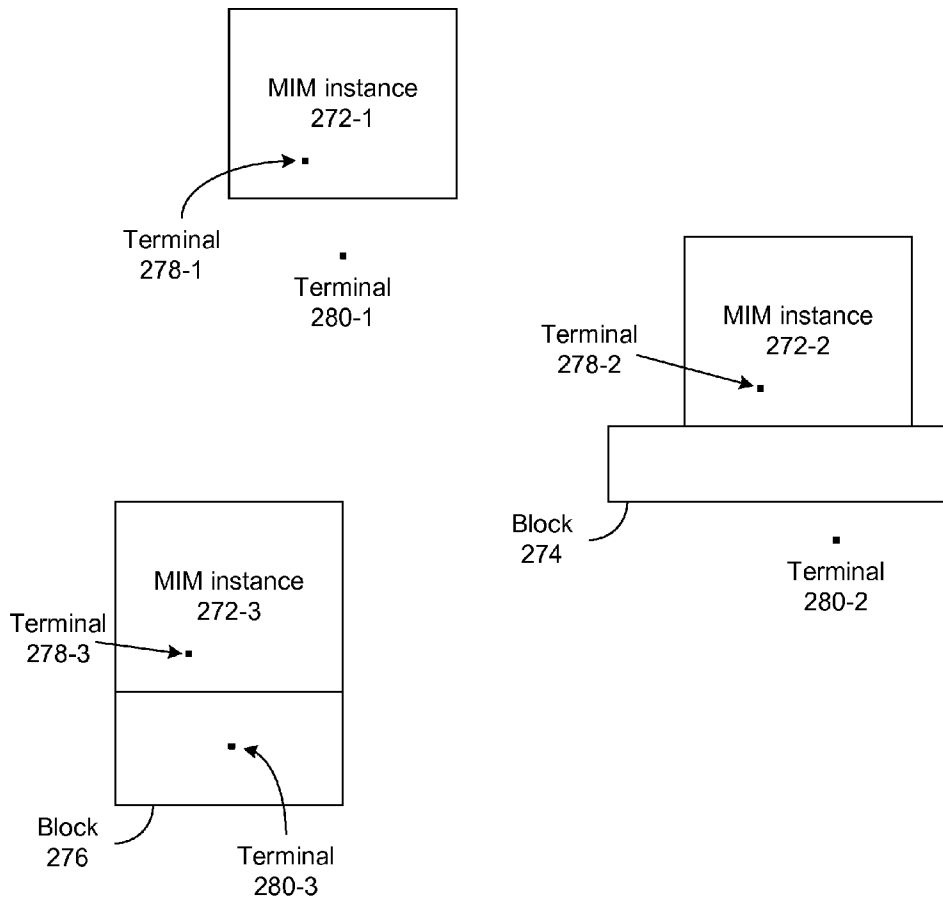 MIM instance
272-1
Terminal
278-1
Terminal
280-1
MIM instance
272-2
Terminal
278-2
Block
274
Terminal
280-2
MIM instance
272-3
Terminal
278-3
Block
276
Terminal
280-3